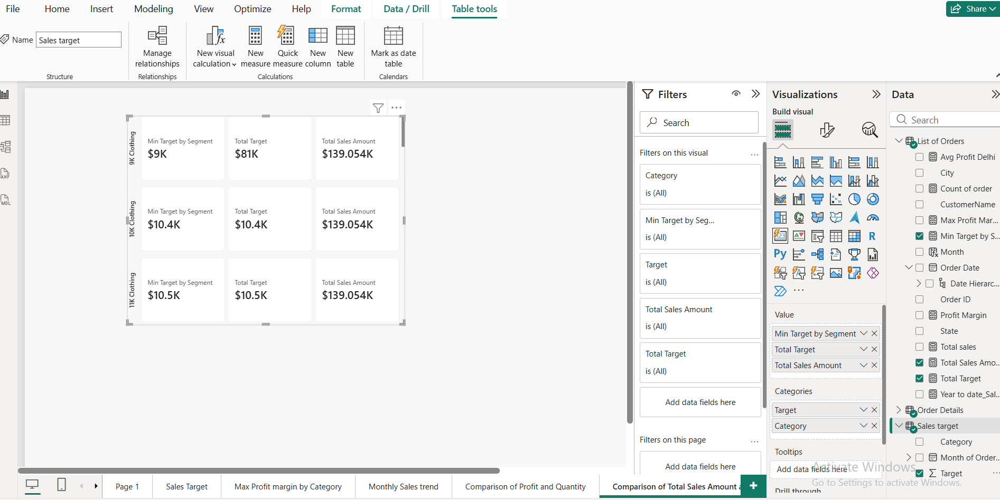 File Home Insert Modeling View Optimize Help Format Data / Drill Table tools Share
Name Sales target
Manage relationships
New visual calculation
New measure
Quick measure
New column
New table
Mark as date table
Structure Relationships Calculations Calendars
9K Clothing
Min Target by Segment
$9K
Total Target
$81K
Total Sales Amount
$139.054K
10K Clothing
Min Target by Segment
$10.4K
Total Target
$10.4K
Total Sales Amount
$139.054K
11K Clothing
Min Target by Segment
$10.5K
Total Target
$10.5K
Total Sales Amount
$139.054K
Filters
Search
Filters on this visual ...
Category
is (All)
Min Target by Seg...
is (All)
Target
is (All)
Total Sales Amount
is (All)
Total Target
is (All)
Add data fields here
Filters on this page ...
Add data fields here
Visualizations
Build visual
123
R
Py
...
Value
Min Target by Segment
Total Target
Total Sales Amount
Categories
Target
Category
Tooltips
Add data fields here
Drill through
Data
Search
List of Orders
Avg Profit Delhi
City
Count of order
CustomerName
Max Profit Mar...
Min Target by S...
Month
Order Date
Date Hierarc...
Order ID
Profit Margin
State
Total sales
Total Sales Amo...
Total Target
Year to date_Sal...
Order Details
Sales target
Category
Month of Order...
Target
Activate Windows
Go to Settings to activate Windows.
Page 1 Sales Target Max Profit margin by Category Monthly Sales trend Comparison of Profit and Quantity Comparison of Total Sales Amount